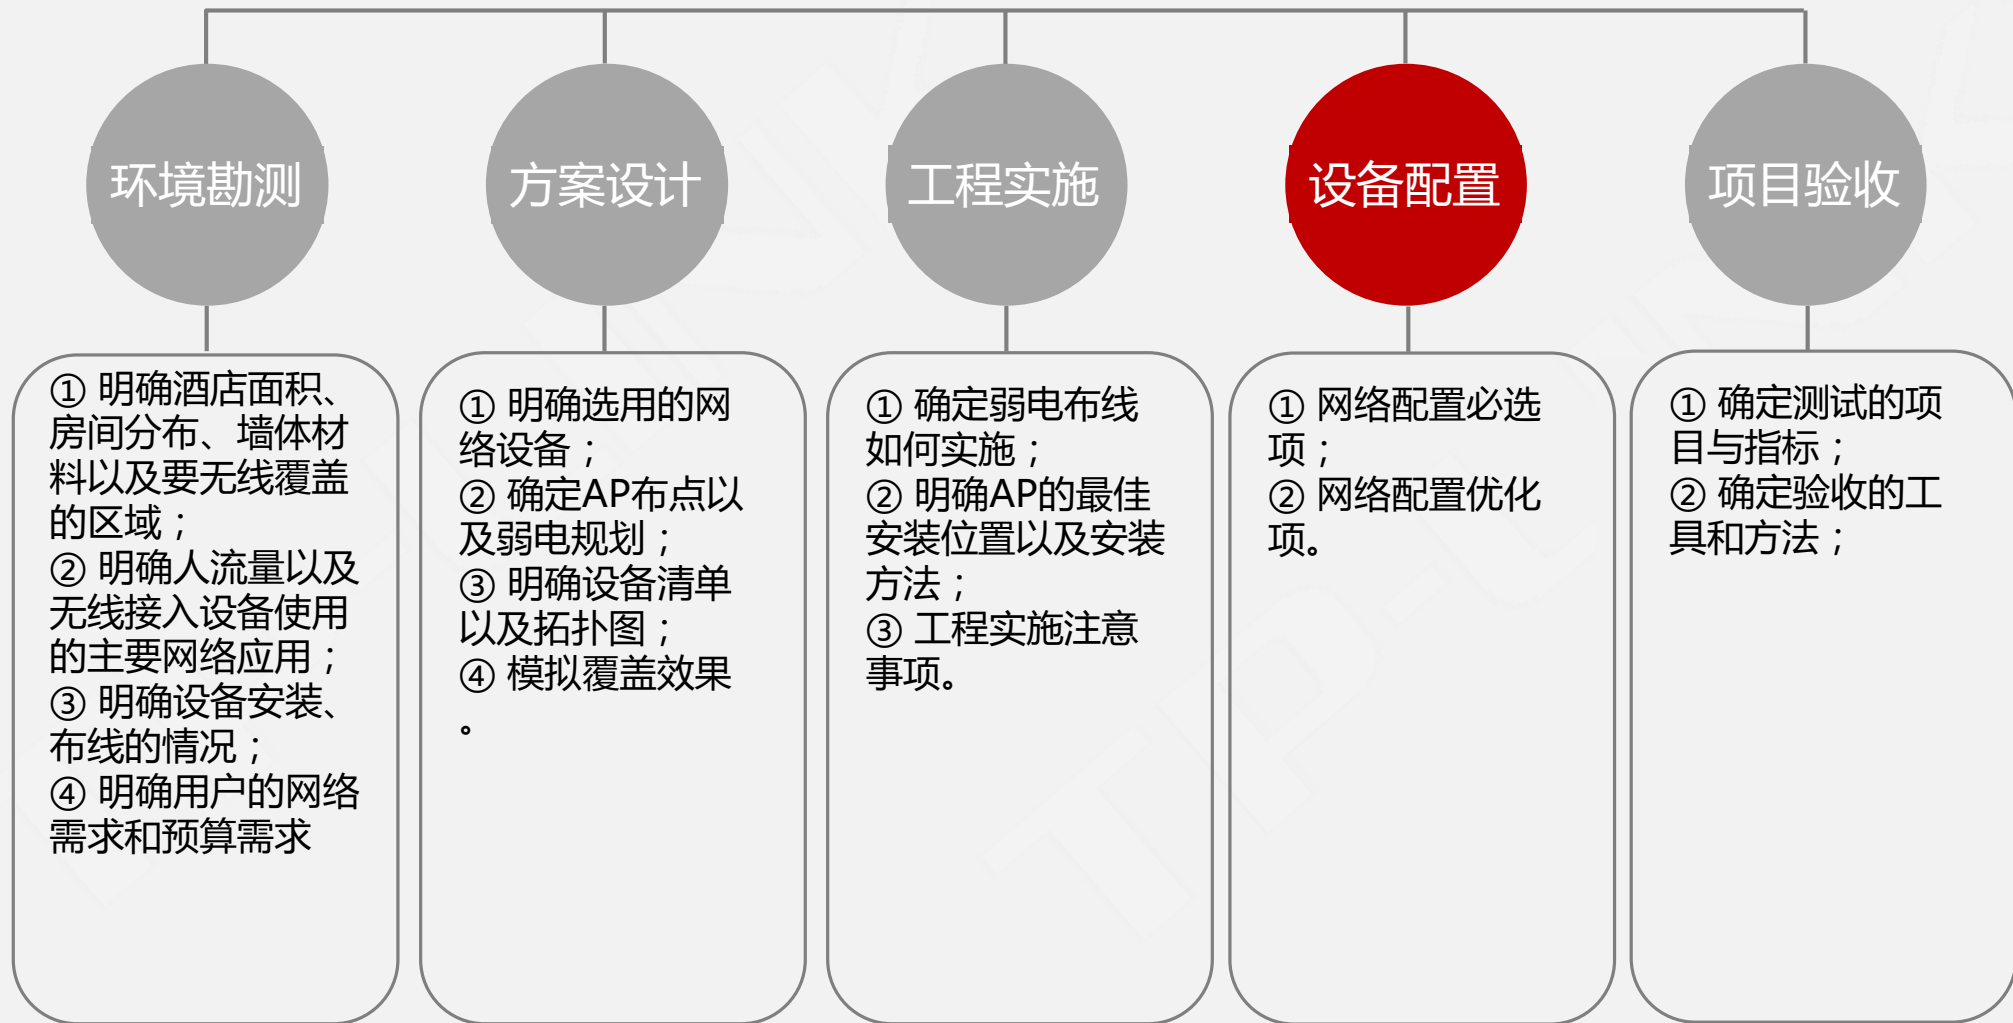 环境勘测
方案设计
工程实施
设备配置
项目验收
① 明确酒店面积、
房间分布、墙体材
料以及要无线覆盖
的区域；
② 明确人流量以及
无线接入设备使用
的主要网络应用；
③ 明确设备安装、
布线的情况；
④ 明确用户的网络
需求和预算需求
① 明确选用的网
络设备；
② 确定AP布点以
及弱电规划；
③ 明确设备清单
以及拓扑图；
④ 模拟覆盖效果
。
① 确定弱电布线
如何实施；
② 明确AP的最佳
安装位置以及安装
方法；
③ 工程实施注意
事项。
① 网络配置必选
项；
② 网络配置优化
项。
① 确定测试的项
目与指标；
② 确定验收的工
具和方法；